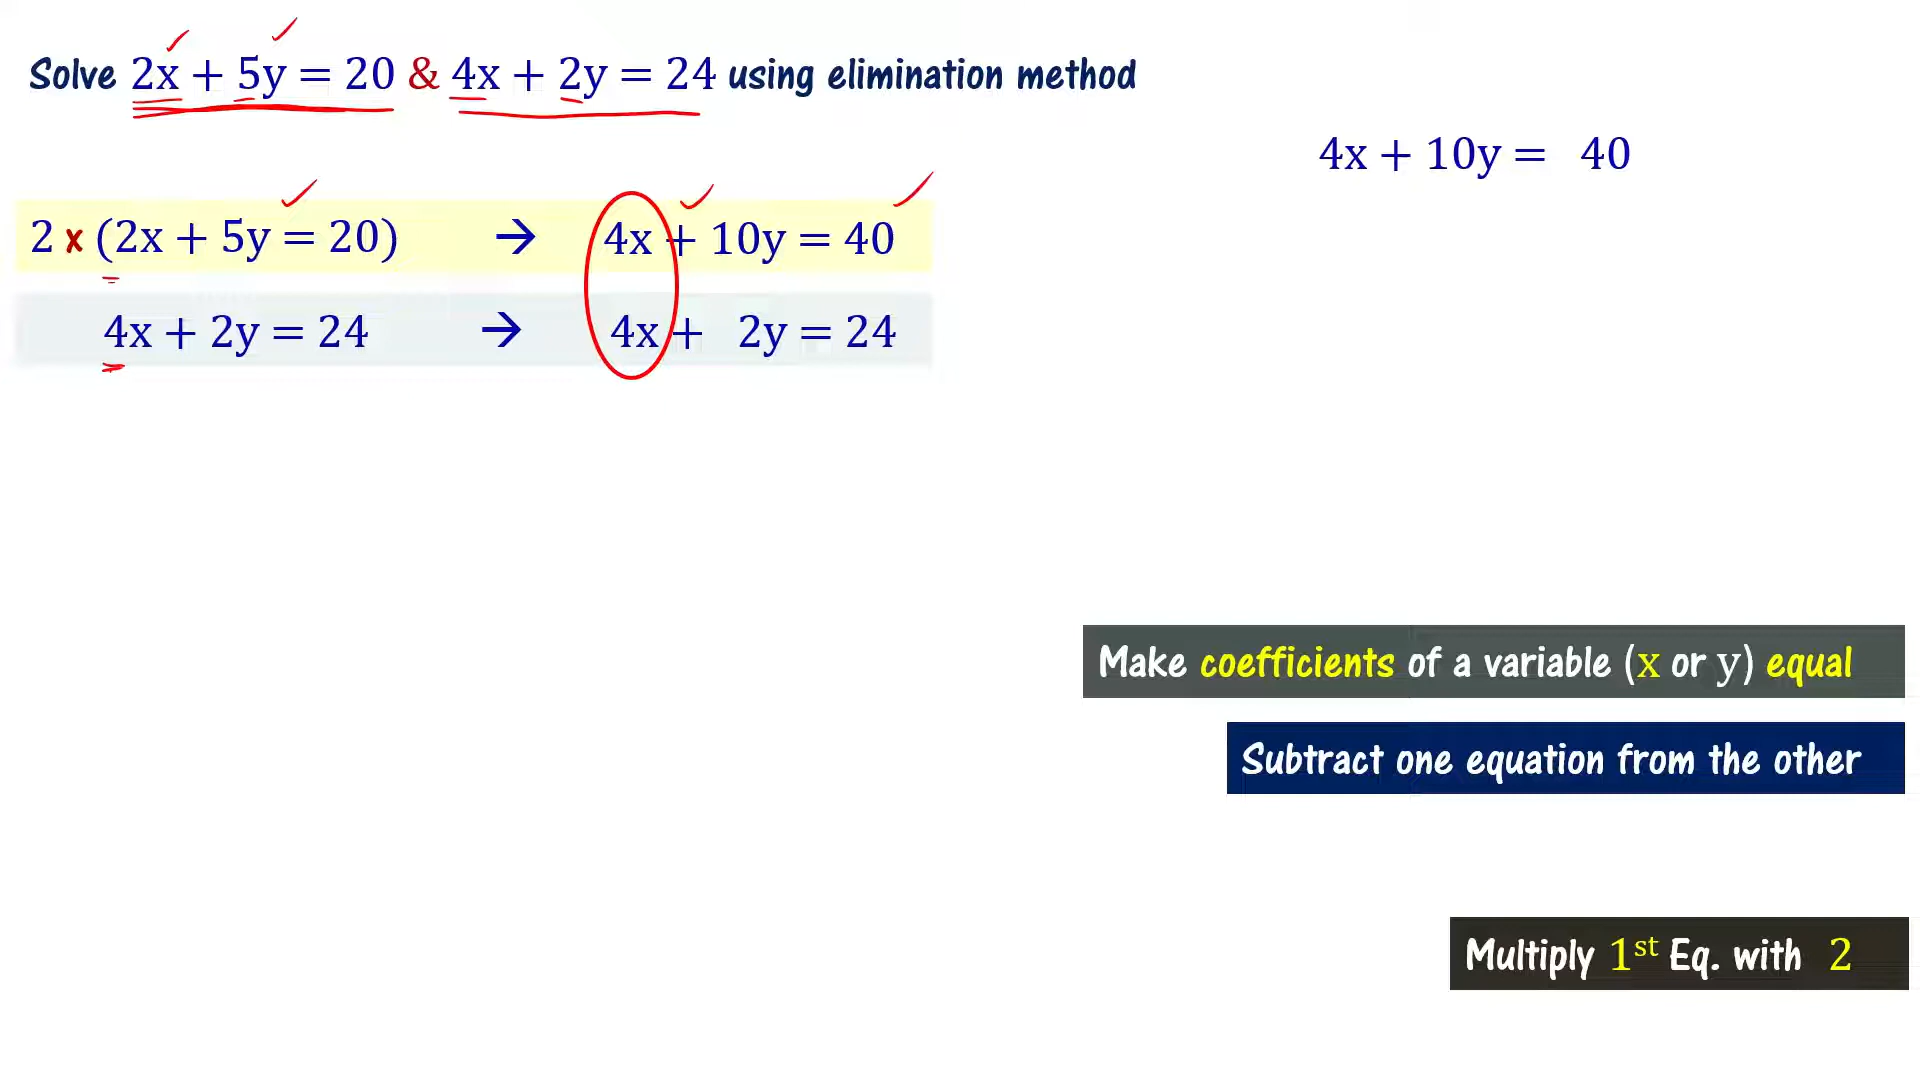 Solve 2x + 5y = 20 & 4x + 2y = 24 using elimination method
4x + 10y = 40
2 × (2x + 5y = 20) → 4x + 10y = 40
4x + 2y = 24 → 4x + 2y = 24
Make coefficients of a variable (x or y) equal
Subtract one equation from the other
Multiply 1st Eq. with 2